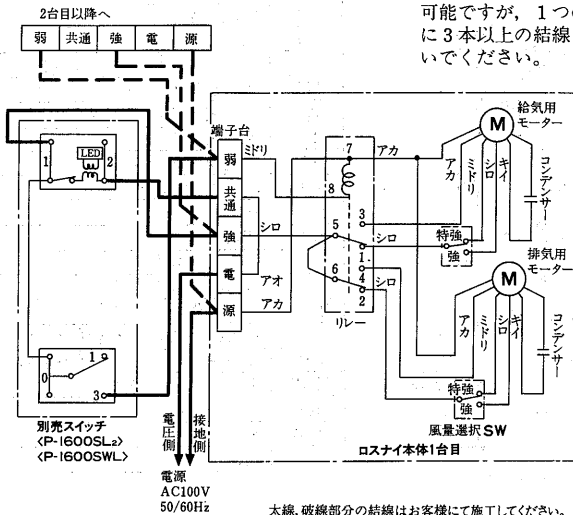 可能ですが，1つの
に3本以上の結線
いでください。
2台目以降へ
弱 共通 強 電 源
端子台
弱
共通
強
電
源
ミドリ
シロ
アオ
アカ
LED
1
2
0
1
3
別売スイッチ
<P-1600SL₂>
<P-1600SWL>
電圧側
接地側
電源
AC100V
50/60Hz
7
アカ
8
3
5
シロ
1
6
4
シロ
2
リレー
M
給気用
モーター
アカ
ミドリ
シロ
キイ
コンデンサー
特強
強
M
排気用
モーター
アカ
ミドリ
シロ
キイ
コンデンサー
特強
強
風量選択SW
ロスナイ本体1台目
太線，破線部分の結線はお客様にて施工してください。